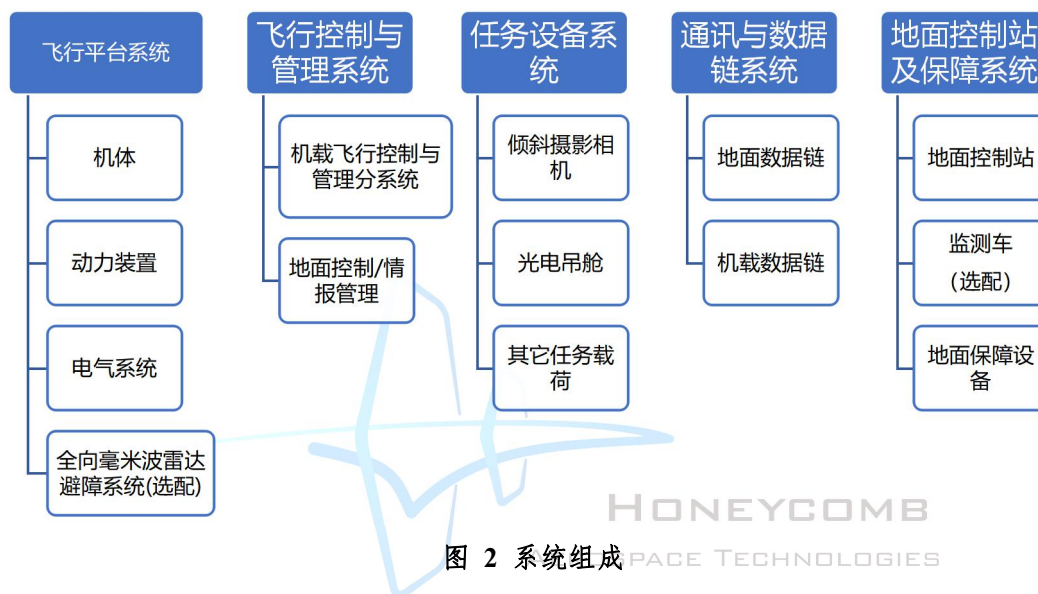 飞行平台系统
机体
动力装置
电气系统
全向毫米波雷达
避障系统(选配)
飞行控制与
管理系统
机载飞行控制与
管理分系统
地面控制/情
报管理
任务设备系
统
倾斜摄影相
机
光电吊舱
其它任务载
荷
通讯与数据
链系统
地面数据链
机载数据链
地面控制站
及保障系统
地面控制站
监测车
（选配）
地面保障设
备
HONEYCOMB
图 2 系统组成
SPACE TECHNOLOGIES